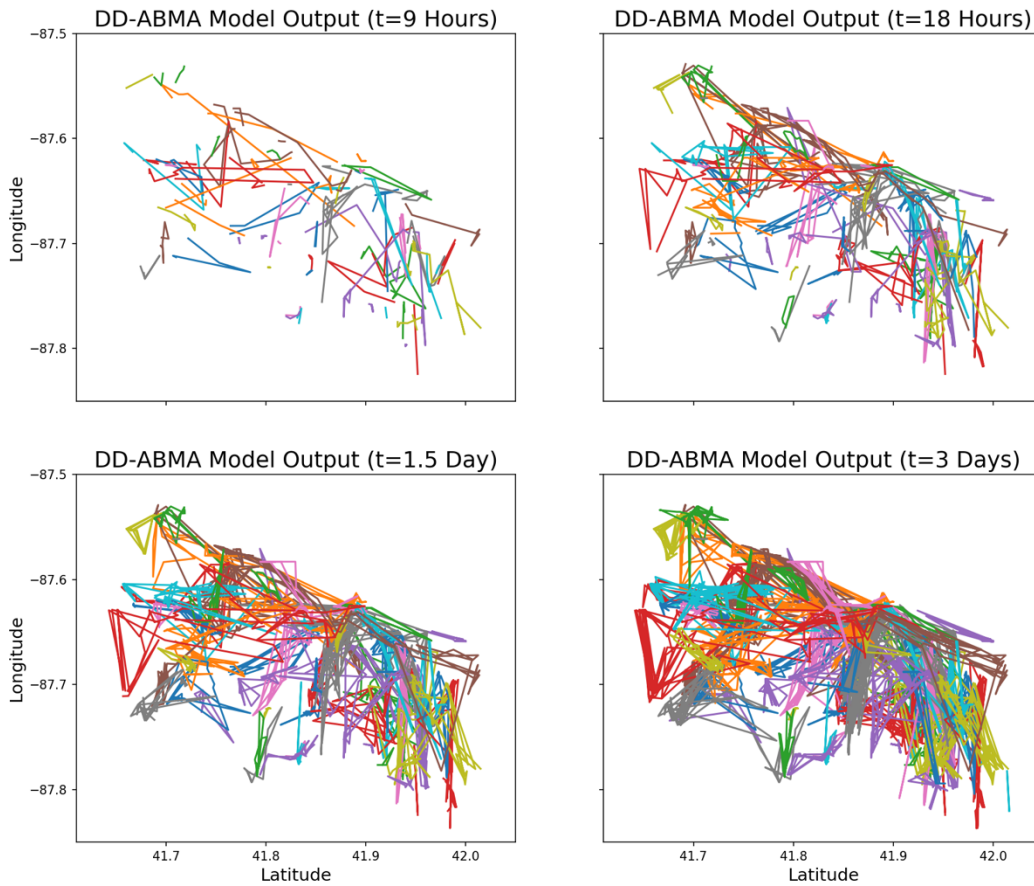 DD-ABMA Model Output (t=9 Hours)
DD-ABMA Model Output (t=18 Hours)
−87.5
−87.6
−87.7
−87.8
Longitude
DD-ABMA Model Output (t=1.5 Day)
DD-ABMA Model Output (t=3 Days)
−87.5
−87.6
−87.7
−87.8
Longitude
41.7 41.8 41.9 42.0
41.7 41.8 41.9 42.0
Latitude
Latitude